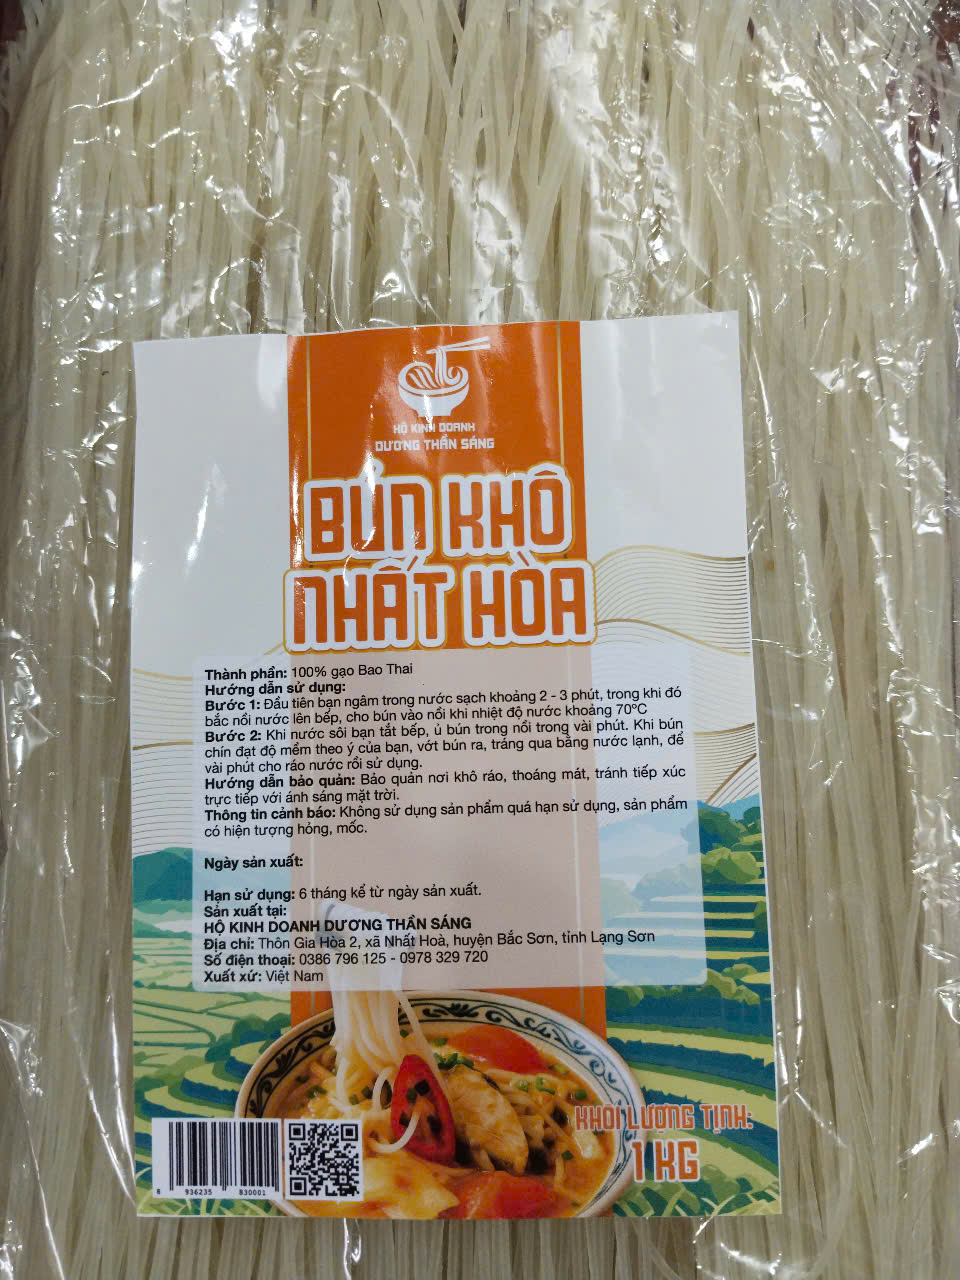 HỘ KINH DOANH
DƯƠNG THẦN SÁNG
BÚN KHÔ
NHẤT HÒA
Thành phần: 100% gạo Bao Thai
Hướng dẫn sử dụng:
Bước 1: Đầu tiên bạn ngâm trong nước sạch khoảng 2 - 3 phút, trong khi đó
bắc nồi nước lên bếp, cho bún vào nồi khi nhiệt độ nước khoảng 70°C
Bước 2: Khi nước sôi bạn tắt bếp, ủ bún trong nồi trong vài phút. Khi bún
chín đạt độ mềm theo ý của bạn, vớt bún ra, tráng qua bằng nước lạnh, để
vài phút cho ráo nước rồi sử dụng.
Hướng dẫn bảo quản: Bảo quản nơi khô ráo, thoáng mát, tránh tiếp xúc
trực tiếp với ánh sáng mặt trời.
Thông tin cảnh báo: Không sử dụng sản phẩm quá hạn sử dụng, sản phẩm
có hiện tượng hỏng, mốc.
Ngày sản xuất:
Hạn sử dụng: 6 tháng kể từ ngày sản xuất.
Sản xuất tại:
HỘ KINH DOANH DƯƠNG THẦN SÁNG
Địa chỉ: Thôn Gia Hòa 2, xã Nhất Hoà, huyện Bắc Sơn, tỉnh Lạng Sơn
Số điện thoại: 0386 796 125 - 0978 329 720
Xuất xứ: Việt Nam
KHỐI LƯỢNG TỊNH:
1 KG
8 936235 830001